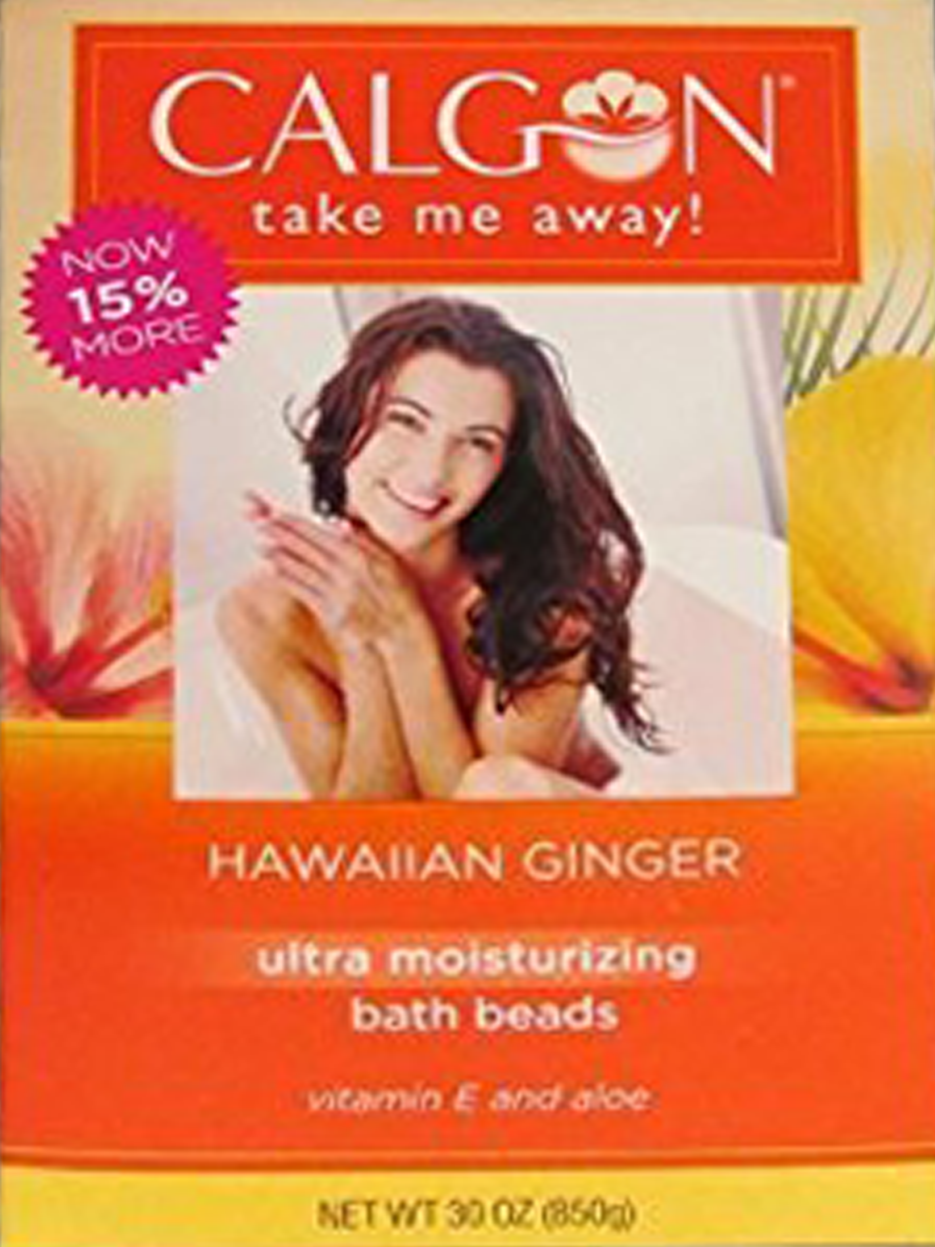 CALGON®
take me away!
NOW
15%
MORE
HAWAIIAN GINGER
ultra moisturizing
bath beads
vitamin E and aloe
NET WT 30 OZ (850g)